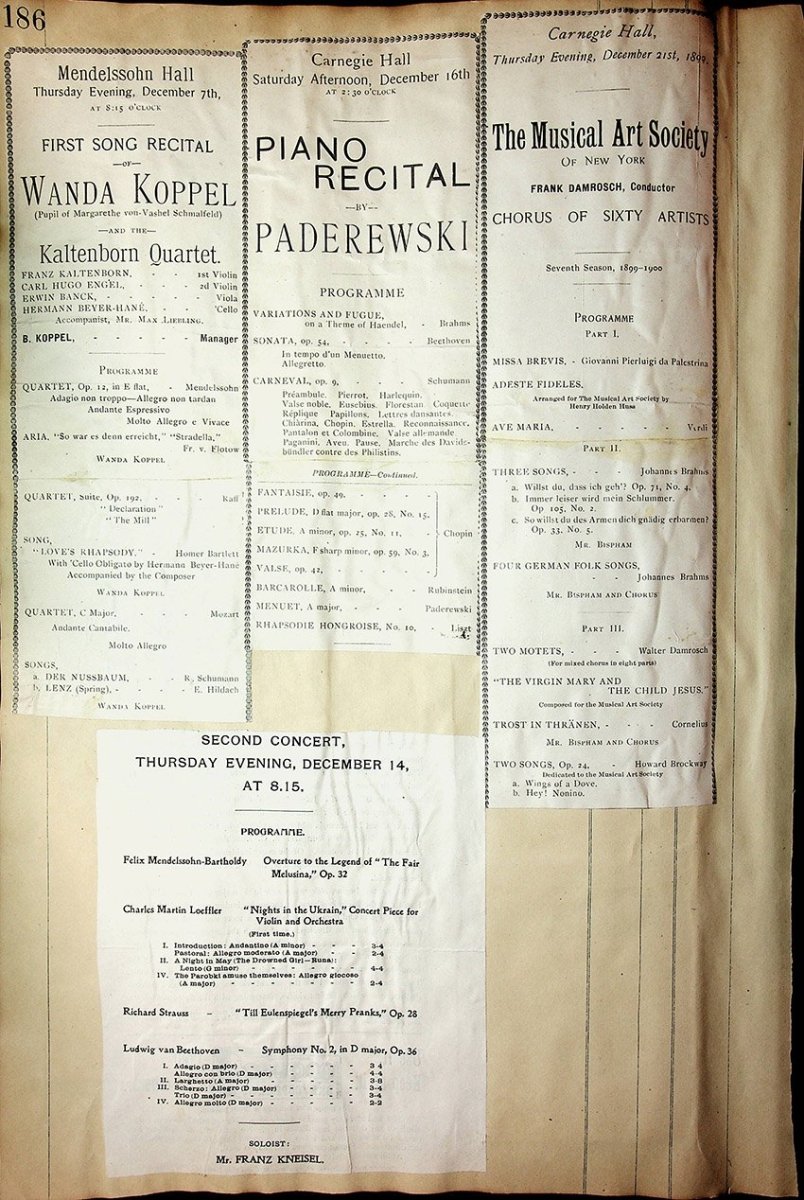 186
Mendelssohn Hall
Thursday Evening, December 7th,
AT 8:15 O'CLOCK
FIRST SONG RECITAL
—OF—
WANDA KOPPEL
(Pupil of Margarethe von-Vashel Schmalfeld)
—AND THE—
Kaltenborn Quartet.
FRANZ KALTENBORN, - - 1st Violin
CARL HUGO ENGEL, - - - 2d Violin
ERWIN BANCK, - - - - - Viola
HERMANN BEYER-HANÉ, - - 'Cello
Accompanist, MR. MAX LIEBLING.
B. KOPPEL, - - - - - Manager
PROGRAMME
QUARTET, Op. 12, in E flat, - Mendelssohn
Adagio non troppo—Allegro non tardan
Andante Espressivo
Molto Allegro e Vivace
ARIA, "So war es denn erreicht," "Stradella,"
Fr. v. Flotow
WANDA KOPPEL
QUARTET, Suite, Op. 192, - - - Raff
"Declaration"
"The Mill"
SONG,
"LOVE'S RHAPSODY." - Homer Bartlett
With 'Cello Obligato by Hermann Beyer-Hane
Accompanied by the Composer
WANDA KOPPEL
QUARTET, C Major, - - - - Mozart
Andante Cantabile.
Molto Allegro
SONGS,
a. DER NUSSBAUM, - - R. Schumann
b. LENZ (Spring), - - - - E. Hildach
WANDA KOPPEL
Carnegie Hall
Saturday Afternoon, December 16th
AT 2:30 O'CLOCK
PIANO
RECITAL
—BY—
PADEREWSKI
PROGRAMME
VARIATIONS AND FUGUE,
on a Theme of Haendel, - Brahms
SONATA, op. 54, - - - - Beethoven
In tempo d'un Menuetto.
Allegretto.
CARNEVAL, op. 9, - - - - Schumann
Préambule, Pierrot, Harlequin,
Valse noble, Eusebius, Florestan, Coquette
Réplique Papillons, Lettres dansantes.
Chiàrina, Chopin, Estrella, Reconnaissance,
Pantalon et Colombine, Valse allemande
Paganini, Aveu, Pause, Marche des Davids-
bündler contre des Philistins.
PROGRAMME—Continued.
FANTAISIE, op. 49, - - - -
PRELUDE, D flat major, op. 28, No. 15,
ETUDE, A minor, op. 25, No. 11, - Chopin
MAZURKA, F sharp minor, op. 59, No. 3,
VALSE, op. 42, - - - -
BARCAROLLE, A minor, - - Rubinstein
MENUET, A major, - - - Paderewski
RHAPSODIE HONGROISE, No. 10, - Liszt
Carnegie Hall,
Thursday Evening, December 21st, 1899,
The Musical Art Society
OF NEW YORK
FRANK DAMROSCH, Conductor
CHORUS OF SIXTY ARTISTS
Seventh Season, 1899-1900
PROGRAMME
PART I.
MISSA BREVIS, - Giovanni Pierluigi da Palestrina
ADESTE FIDELES,
Arranged for The Musical Art Society by
Henry Holden Huss
AVE MARIA, - - - - - Verdi
PART II.
THREE SONGS, - - - Johannes Brahms
a. Willst du, dass ich geh'? Op. 71, No. 4.
b. Immer leiser wird mein Schlummer.
Op 105, No. 2.
c. So willst du des Armen dich gnädig erbarmen?
Op. 33, No. 5.
MR. BISPHAM
FOUR GERMAN FOLK SONGS,
- - Johannes Brahms
MR. BISPHAM AND CHORUS
PART III.
TWO MOTETS, - - - Walter Damrosch
(For mixed chorus in eight parts)
"THE VIRGIN MARY AND
THE CHILD JESUS."
Composed for the Musical Art Society
TROST IN THRÄNEN, - - - Cornelius
MR. BISPHAM AND CHORUS
TWO SONGS, Op. 24, - - Howard Brockway
Dedicated to the Musical Art Society
a. Wings of a Dove.
b. Hey! Nonino.
SECOND CONCERT,
THURSDAY EVENING, DECEMBER 14,
AT 8.15.
PROGRAMME.
Felix Mendelssohn-Bartholdy Overture to the Legend of "The Fair
Melusina," Op. 32
Charles Martin Loeffler "Nights in the Ukrain," Concert Piece for
Violin and Orchestra
(First time.)
I. Introduction: Andantino (A minor) - - - 3-4
Pastoral: Allegro moderato (A major) - - 2-4
II. A Night in May (The Drowned Girl—Runa):
Lento (G minor) - - - - - - 4-4
IV. The Parobki amuse themselves: Allegro giocoso
(A major) - - - - - - - 2-4
Richard Strauss - "Till Eulenspiegel's Merry Pranks," Op. 28
Ludwig van Beethoven - Symphony No. 2, in D major, Op. 36
I. Adagio (D major) - - - - - - 3 4
Allegro con brio (D major) - - - - 4-4
II. Larghetto (A major) - - - - - 3-8
III. Scherzo: Allegro (D major) - - - - 3-4
Trio (D major) - - - - - - 3-4
IV. Allegro molto (D major) - - - - - 2-2
SOLOIST:
Mr. FRANZ KNEISEL.